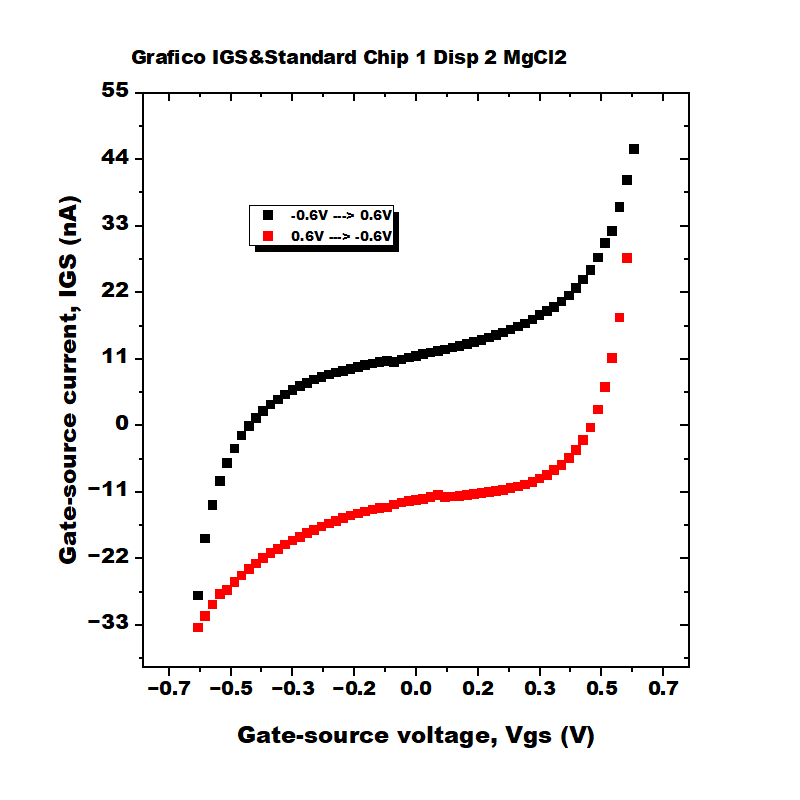 Grafico IGS&Standard Chip 1 Disp 2 MgCl2
55
44
33
22
11
0
−11
−22
−33
Gate-source current, IGS (nA)
-0.6V ---> 0.6V
0.6V ---> -0.6V
−0.7 −0.5 −0.3 −0.2 0.0 0.2 0.3 0.5 0.7
Gate-source voltage, Vgs (V)